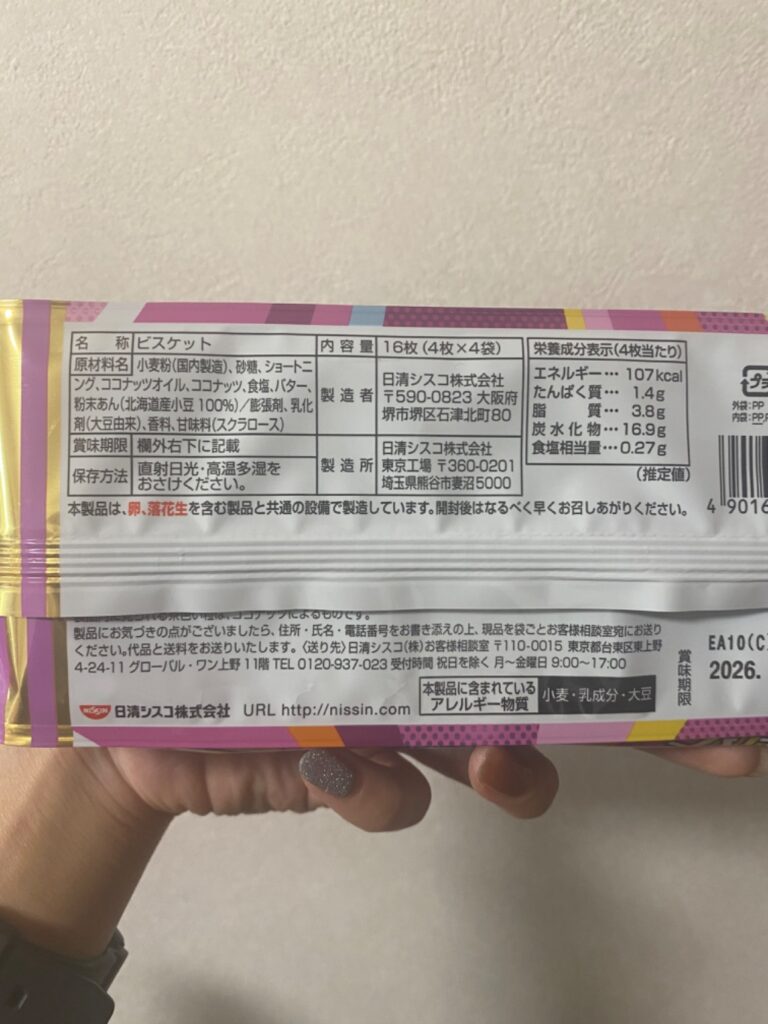 名称 ビスケット
原材料名 小麦粉(国内製造)、砂糖、ショートニ
ング、ココナッツオイル、ココナッツ、食塩、バター、
粉末あん(北海道産小豆 100%)/膨張剤、乳化
剤(大豆由来)、香料、甘味料(スクラロース)
賞味期限 欄外右下に記載
保存方法 直射日光・高温多湿を
おさけください。
内容量 16枚(4枚×4袋)
製造者 日清シスコ株式会社
〒590-0823 大阪府
堺市堺区石津北町80
製造所 日清シスコ株式会社
東京工場 〒360-0201
埼玉県熊谷市妻沼5000
栄養成分表示(4枚当たり)
エネルギー… 107kcal
たんぱく質… 1.4g
脂質… 3.8g
炭水化物… 16.9g
食塩相当量…0.27g
(推定値)
プラ
外袋:PP
内袋:PP,
4 9016
本製品は、卵、落花生を含む製品と共通の設備で製造しています。開封後はなるべく早くお召しあがりください。
製品にお気づきの点がございましたら、住所・氏名・電話番号をお書き添えの上、現品を袋ごとお客様相談室宛にお送り
ください。代品と送料をお送りいたします。〈送り先〉日清シスコ(株)お客様相談室 〒110-0015 東京都台東区東上野
4-24-11 グローバル・ワン上野 11階 TEL 0120-937-023 受付時間 祝日を除く 月〜金曜日 9:00〜17:00
NISSIN 日清シスコ株式会社 URL http://nissin.com
本製品に含まれている
アレルギー物質
小麦・乳成分・大豆
賞味期限
EA10(C)
2026.